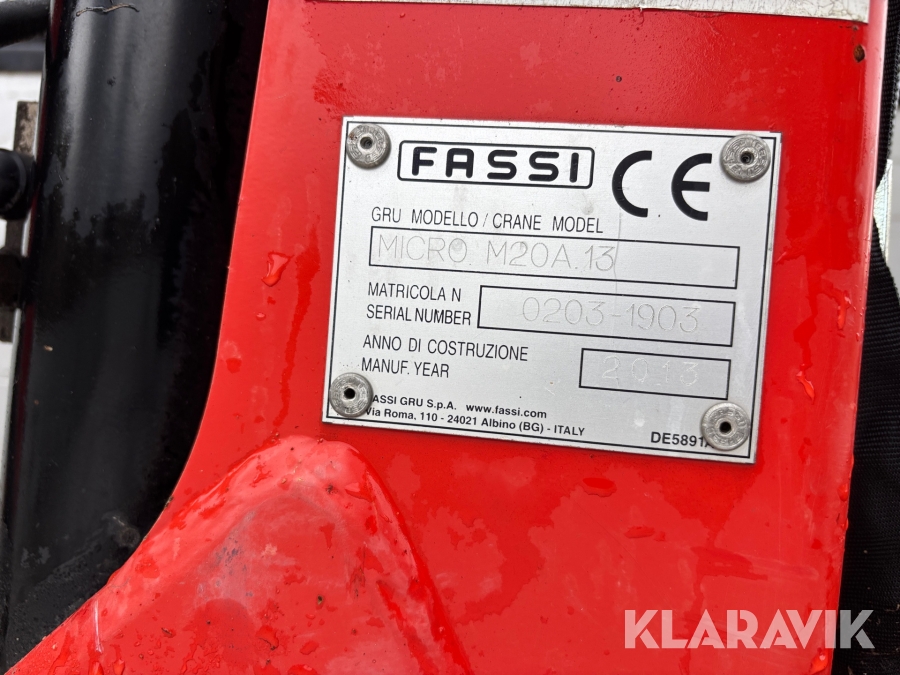 FASSI CE
GRU MODELLO / CRANE MODEL
MICRO M20A.13
MATRICOLA N
SERIAL NUMBER 0203-1903
ANNO DI COSTRUZIONE
MANUF. YEAR 2013
FASSI GRU S.p.A. www.fassi.com
Via Roma, 110 - 24021 Albino (BG) - ITALY
DE5891
KLARAVIK